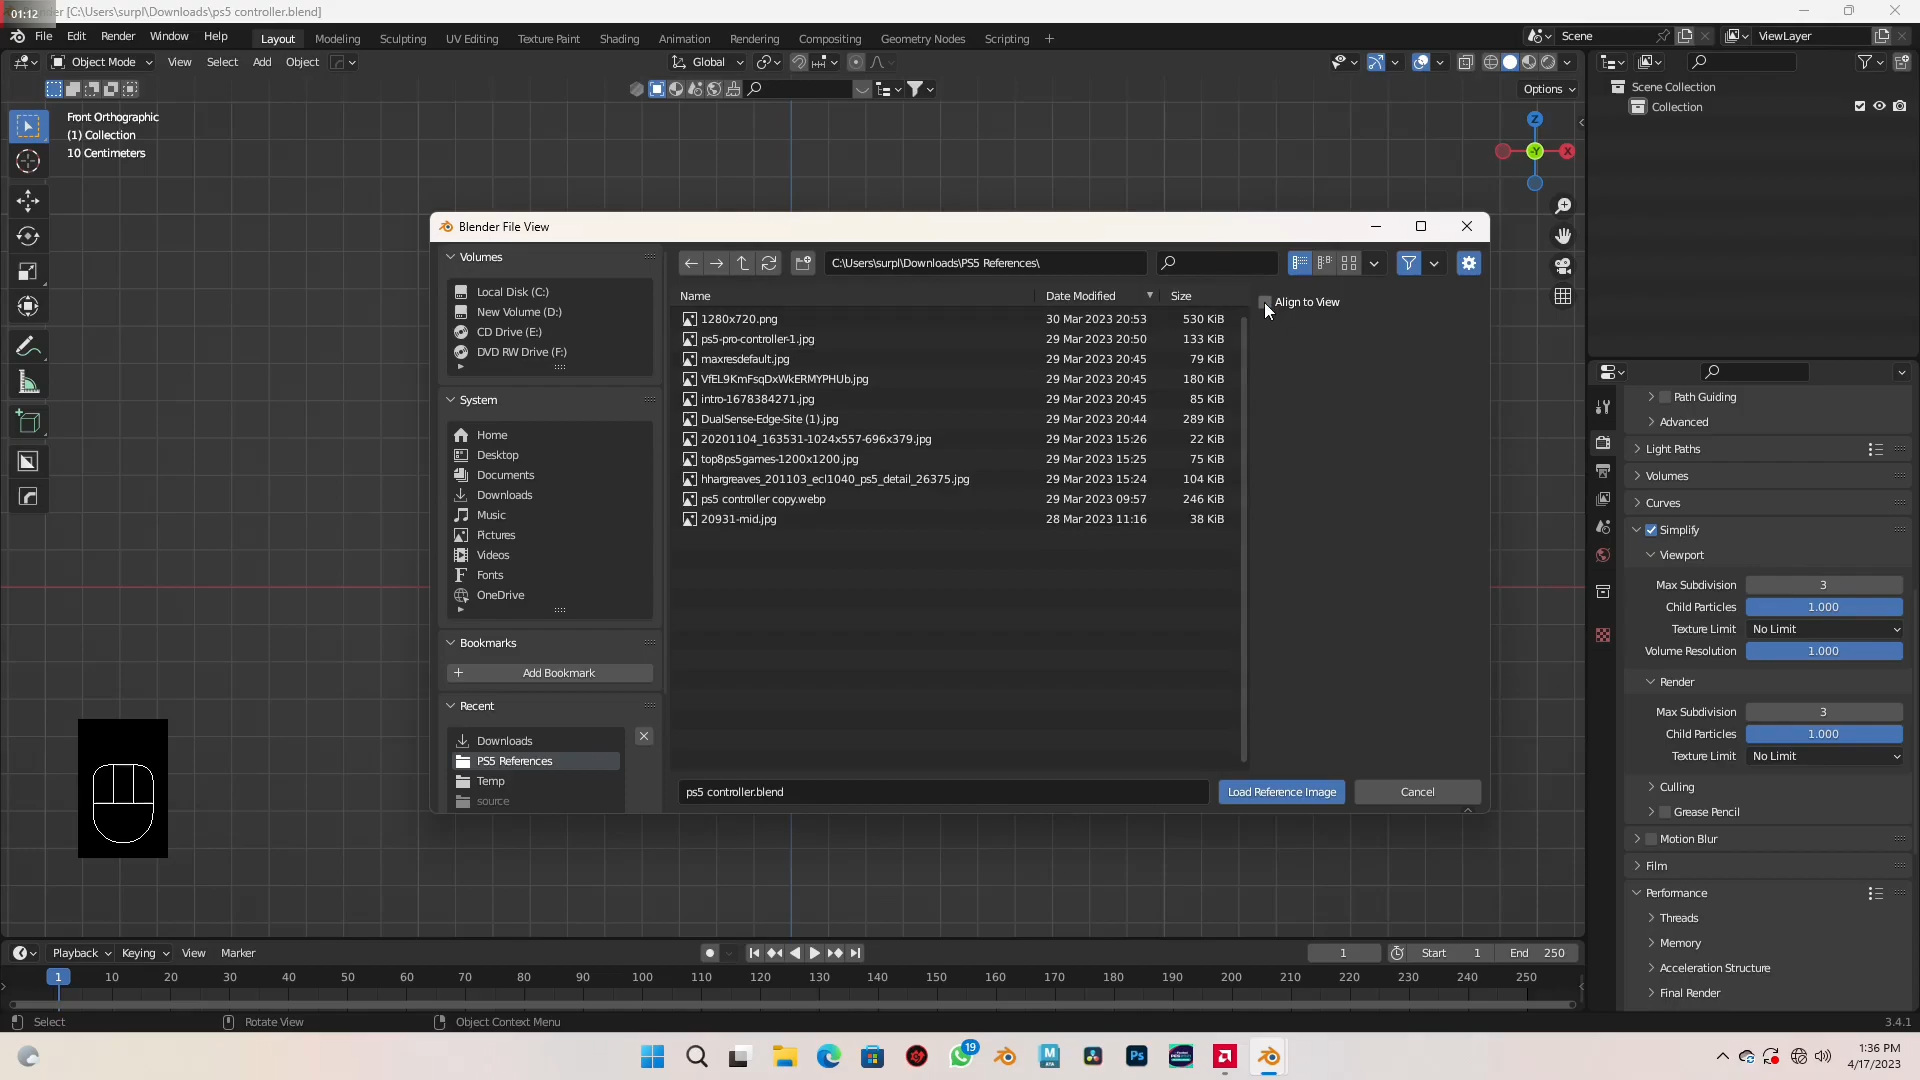 01:12
der [C:\Users\surpl\Downloads\ps5 controller.blend]
File Edit Render Window Help Layout Modeling Sculpting UV Editing Texture Paint Shading Animation Rendering Compositing Geometry Nodes Scripting + Scene ViewLayer
Object Mode View Select Add Object Global
Options
Front Orthographic
(1) Collection
10 Centimeters
Z
-Y
X
Scene Collection
Collection
Blender File View
Volumes
Local Disk (C:)
New Volume (D:)
CD Drive (E:)
DVD RW Drive (F:)
System
Home
Desktop
Documents
Downloads
Music
Pictures
Videos
Fonts
OneDrive
Bookmarks
Add Bookmark
Recent
Downloads
PS5 References
Temp
source
C:\Users\surpl\Downloads\PS5 References\
Name Date Modified Size
1280x720.png 30 Mar 2023 20:53 530 KiB
ps5-pro-controller-1.jpg 29 Mar 2023 20:50 133 KiB
maxresdefault.jpg 29 Mar 2023 20:45 79 KiB
VfEL9KmFsqDxWkERMYPHUb.jpg 29 Mar 2023 20:45 180 KiB
intro-1678384271.jpg 29 Mar 2023 20:45 85 KiB
DualSense-Edge-Site (1).jpg 29 Mar 2023 20:44 289 KiB
20201104_163531-1024x557-696x379.jpg 29 Mar 2023 15:26 22 KiB
top8ps5games-1200x1200.jpg 29 Mar 2023 15:25 75 KiB
hhargreaves_201103_ecl1040_ps5_detail_26375.jpg 29 Mar 2023 15:24 104 KiB
ps5 controller copy.webp 29 Mar 2023 09:57 246 KiB
20931-mid.jpg 28 Mar 2023 11:16 38 KiB
Align to View
ps5 controller.blend Load Reference Image Cancel
Path Guiding
Advanced
Light Paths
Volumes
Curves
Simplify
Viewport
Max Subdivision 3
Child Particles 1.000
Texture Limit No Limit
Volume Resolution 1.000
Render
Max Subdivision 3
Child Particles 1.000
Texture Limit No Limit
Culling
Grease Pencil
Motion Blur
Film
Performance
Threads
Memory
Acceleration Structure
Final Render
Playback Keying View Marker 1 Start 1 End 250
1 10 20 30 40 50 60 70 80 90 100 110 120 130 140 150 160 170 180 190 200 210 220 230 240 250
Select Rotate View Object Context Menu 3.4.1
19
M
Ps
1:36 PM
4/17/2023